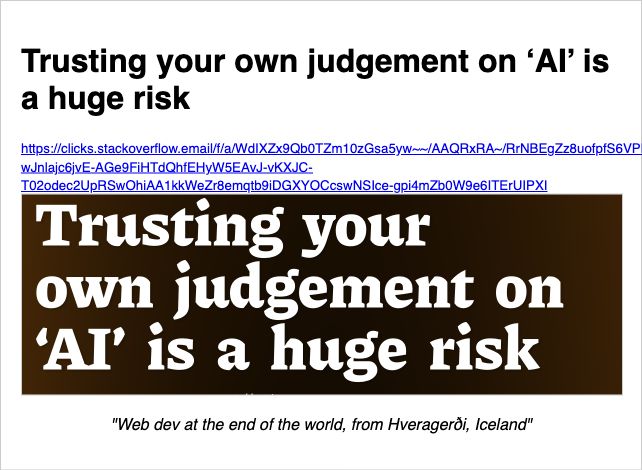 Trusting your own judgement on ‘AI’ is
a huge risk
https://clicks.stackoverflow.email/f/a/WdIXZx9Qb0TZm10zGsa5yw~~/AAQRxRA~/RrNBEgZz8uofpfS6VP
wJnlajc6jvE-AGe9FiHTdQhfEHyW5EAvJ-vKXJC-
T02odec2UpRSwOhiAA1kkWeZr8emqtb9iDGXYOCcswNSIce-gpi4mZb0W9e6ITErUIPXI
Trusting your
own judgement on
‘AI’ is a huge risk
"Web dev at the end of the world, from Hveragerði, Iceland"